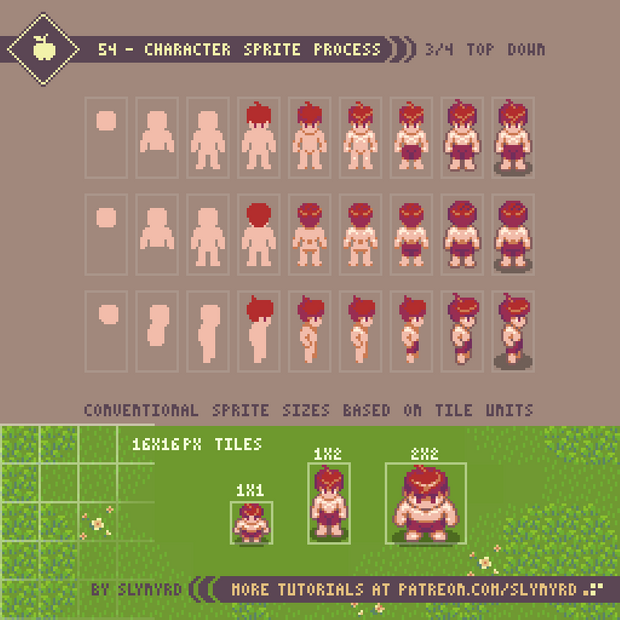 54 - CHARACTER SPRITE PROCESS
3/4 TOP DOWN
CONVENTIONAL SPRITE SIZES BASED ON TILE UNITS
16X16PX TILES
1X1
1X2
2X2
BY SLYNYRD
MORE TUTORIALS AT PATREON.COM/SLYNYRD